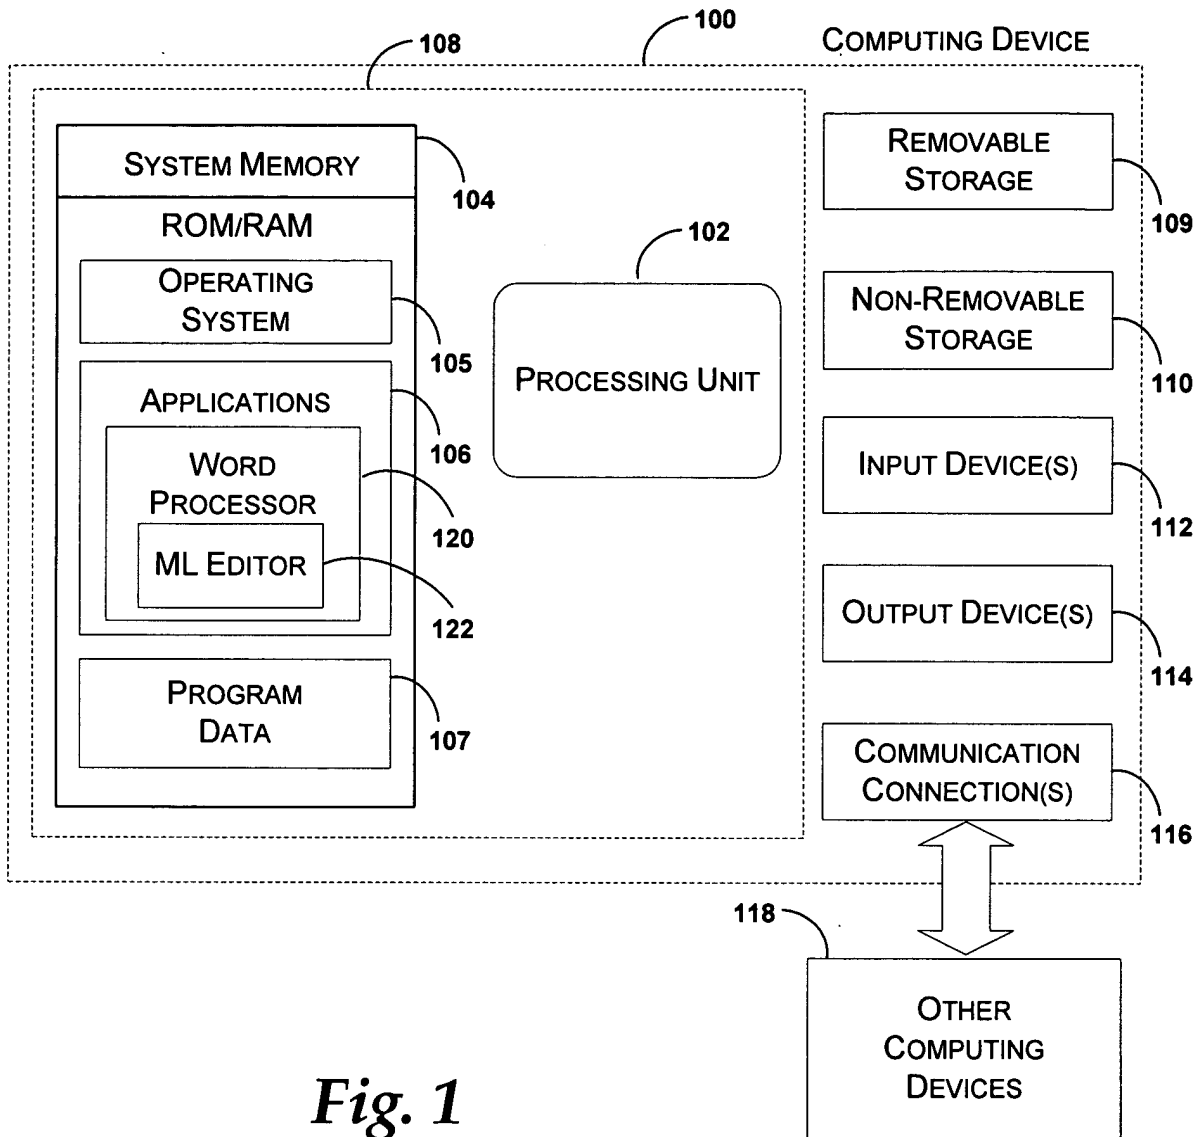 100
COMPUTING DEVICE
108
SYSTEM MEMORY
104
ROM/RAM
OPERATING
SYSTEM
105
APPLICATIONS
106
WORD
PROCESSOR
120
ML EDITOR
122
PROGRAM
DATA
107
102
PROCESSING UNIT
REMOVABLE
STORAGE
109
NON-REMOVABLE
STORAGE
110
INPUT DEVICE(S)
112
OUTPUT DEVICE(S)
114
COMMUNICATION
CONNECTION(S)
116
118
OTHER
COMPUTING
DEVICES
Fig. 1